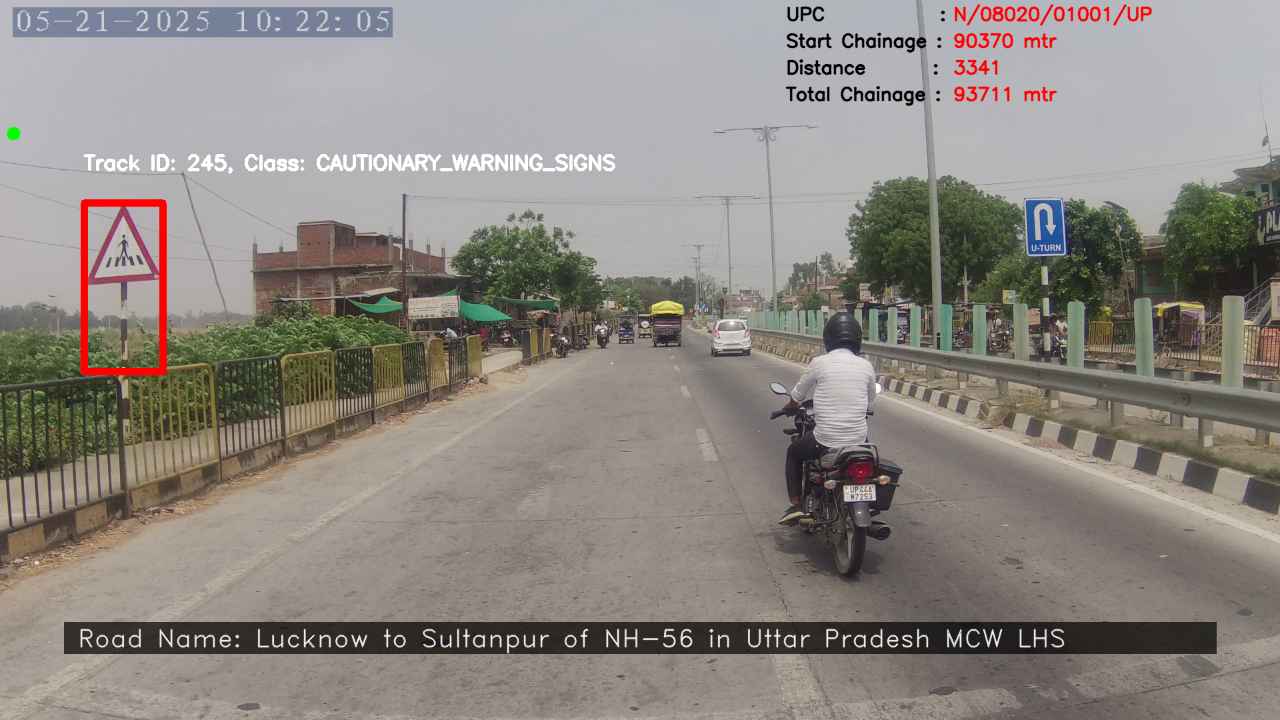 05-21-2025 10:22:05
UPC : N/08020/01001/UP
Start Chainage : 90370 mtr
Distance : 3341
Total Chainage : 93711 mtr
Track ID: 245, Class: CAUTIONARY_WARNING_SIGNS
U-TURN
Road Name: Lucknow to Sultanpur of NH-56 in Uttar Pradesh MCW LHS